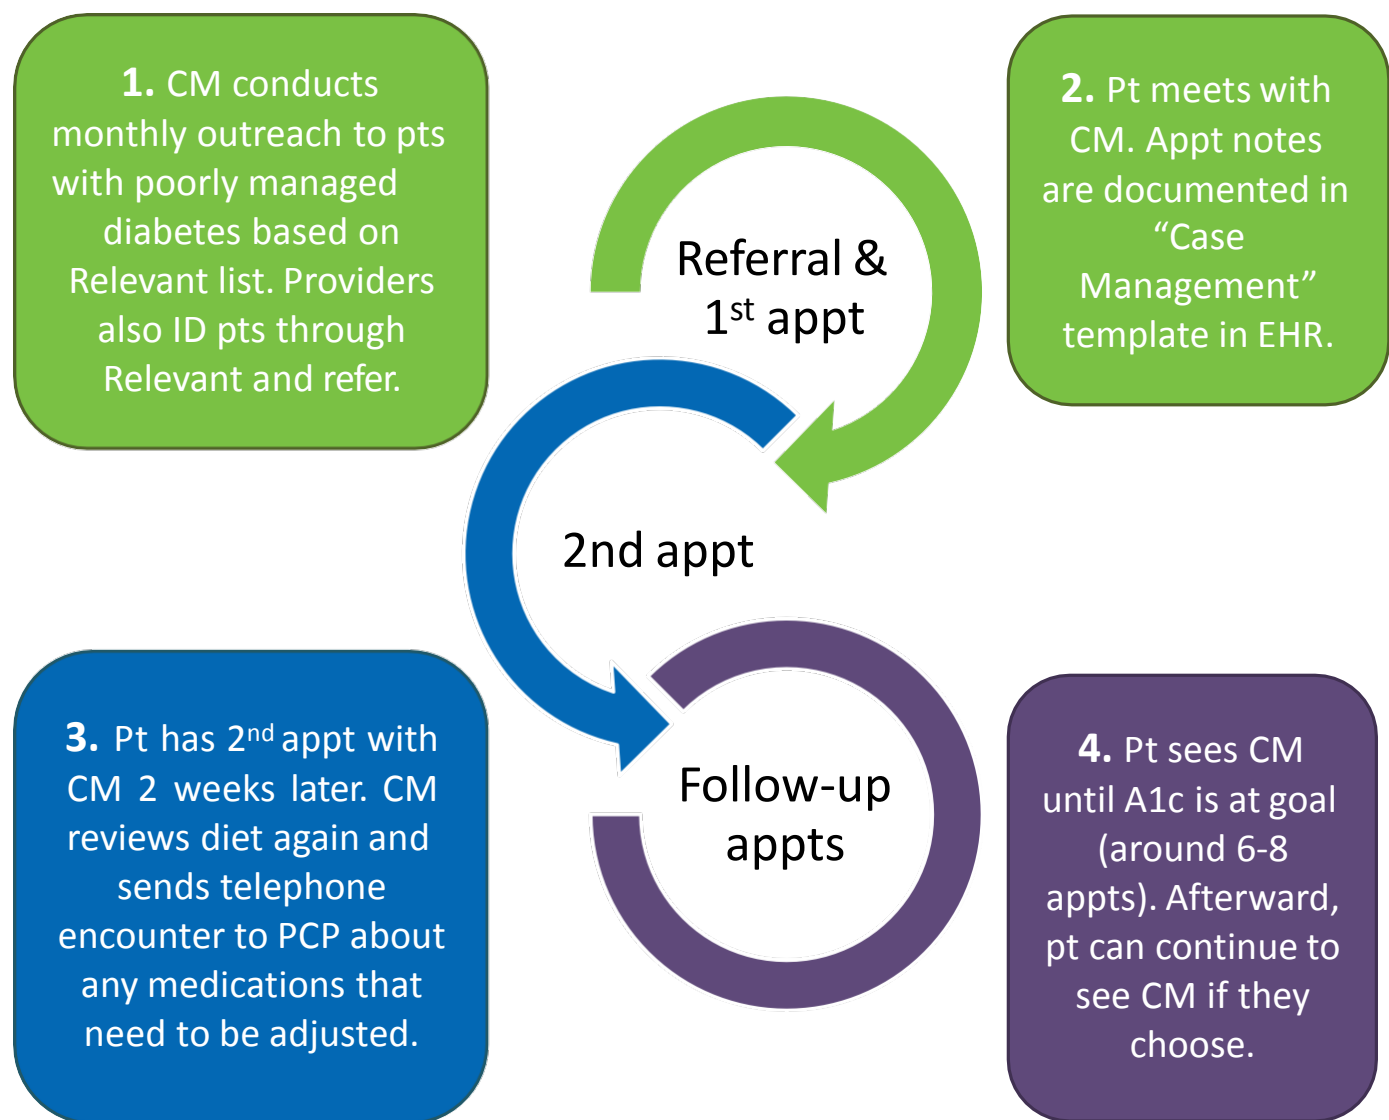 1. CM conducts
monthly outreach to pts
with poorly managed
diabetes based on
Relevant list. Providers
also ID pts through
Relevant and refer.
2. Pt meets with
CM. Appt notes
are documented in
“Case
Management”
template in EHR.
Referral &
1st appt
2nd appt
3. Pt has 2nd appt with
CM 2 weeks later. CM
reviews diet again and
sends telephone
encounter to PCP about
any medications that
need to be adjusted.
Follow-up
appts
4. Pt sees CM
until A1c is at goal
(around 6-8
appts). Afterward,
pt can continue to
see CM if they
choose.